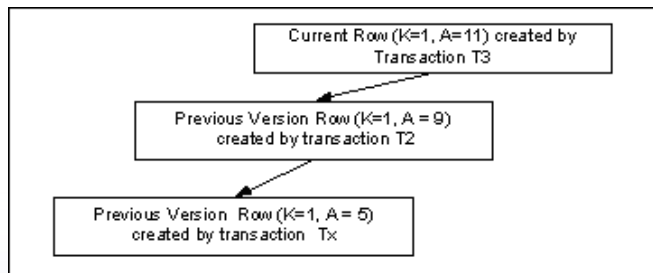 Current Row (K=1, A=11) created by
Transaction T3
Previous Version Row (K=1, A = 9)
created by transaction T2
Previous Version Row (K=1, A = 5)
created by transaction Tx